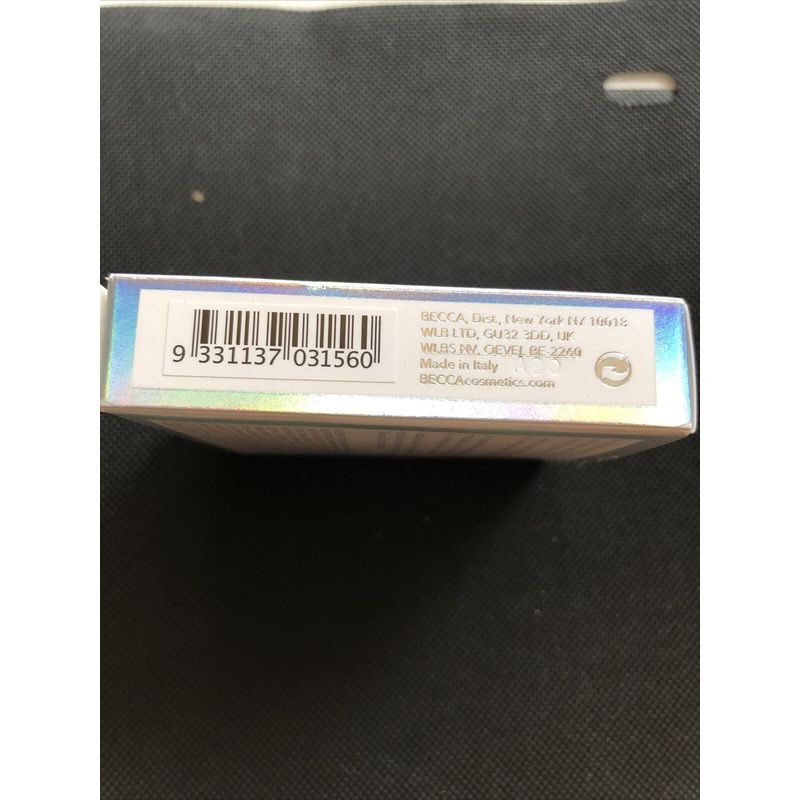 9 331137 031560
BECCA, Dist., New York NY 10018
WLB LTD, GU32 3DD, UK
WLBS NV, OEVEL BE-2260
Made in Italy
BECCAcosmetics.com